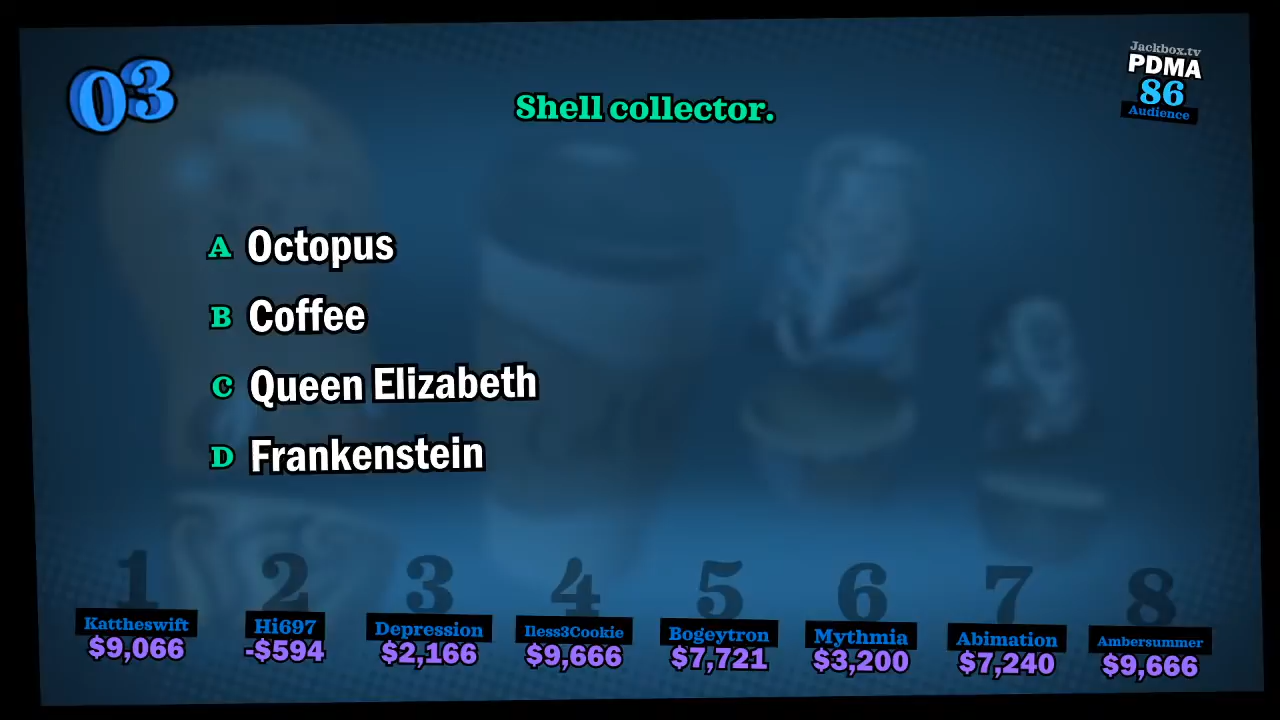 03
Shell collector.
Jackbox.tv
PDMA
86
Audience
A Octopus
B Coffee
C Queen Elizabeth
D Frankenstein
1 2 3 4 5 6 7 8
Kattheswift Hi697 Depression Ness3Cookie Bogeytron Mythmia Abimation Ambersummer
$9,066 -$594 $2,166 $9,666 $7,721 $3,200 $7,240 $9,666